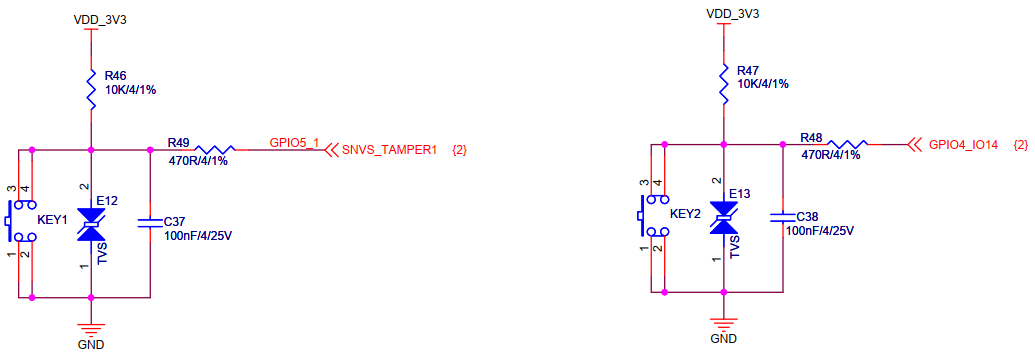 VDD_3V3
R46
10K/4/1%
R49
470R/4/1%
GPIO5_1
SNVS_TAMPER1 {2}
3
4
KEY1
1
2
2
E12
TVS
1
C37
100nF/4/25V
GND
VDD_3V3
R47
10K/4/1%
R48
470R/4/1%
GPIO4_IO14 {2}
3
4
KEY2
1
2
2
E13
TVS
1
C38
100nF/4/25V
GND